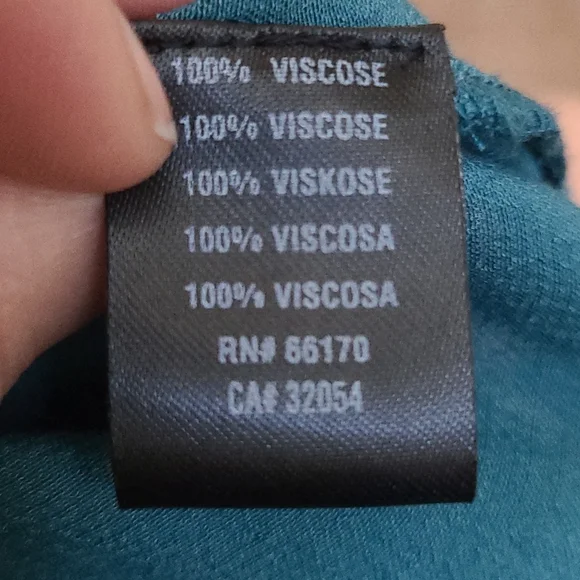 100% VISCOSE
100% VISCOSE
100% VISKOSE
100% VISCOSA
100% VISCOSA
RN# 66170
CA# 32054